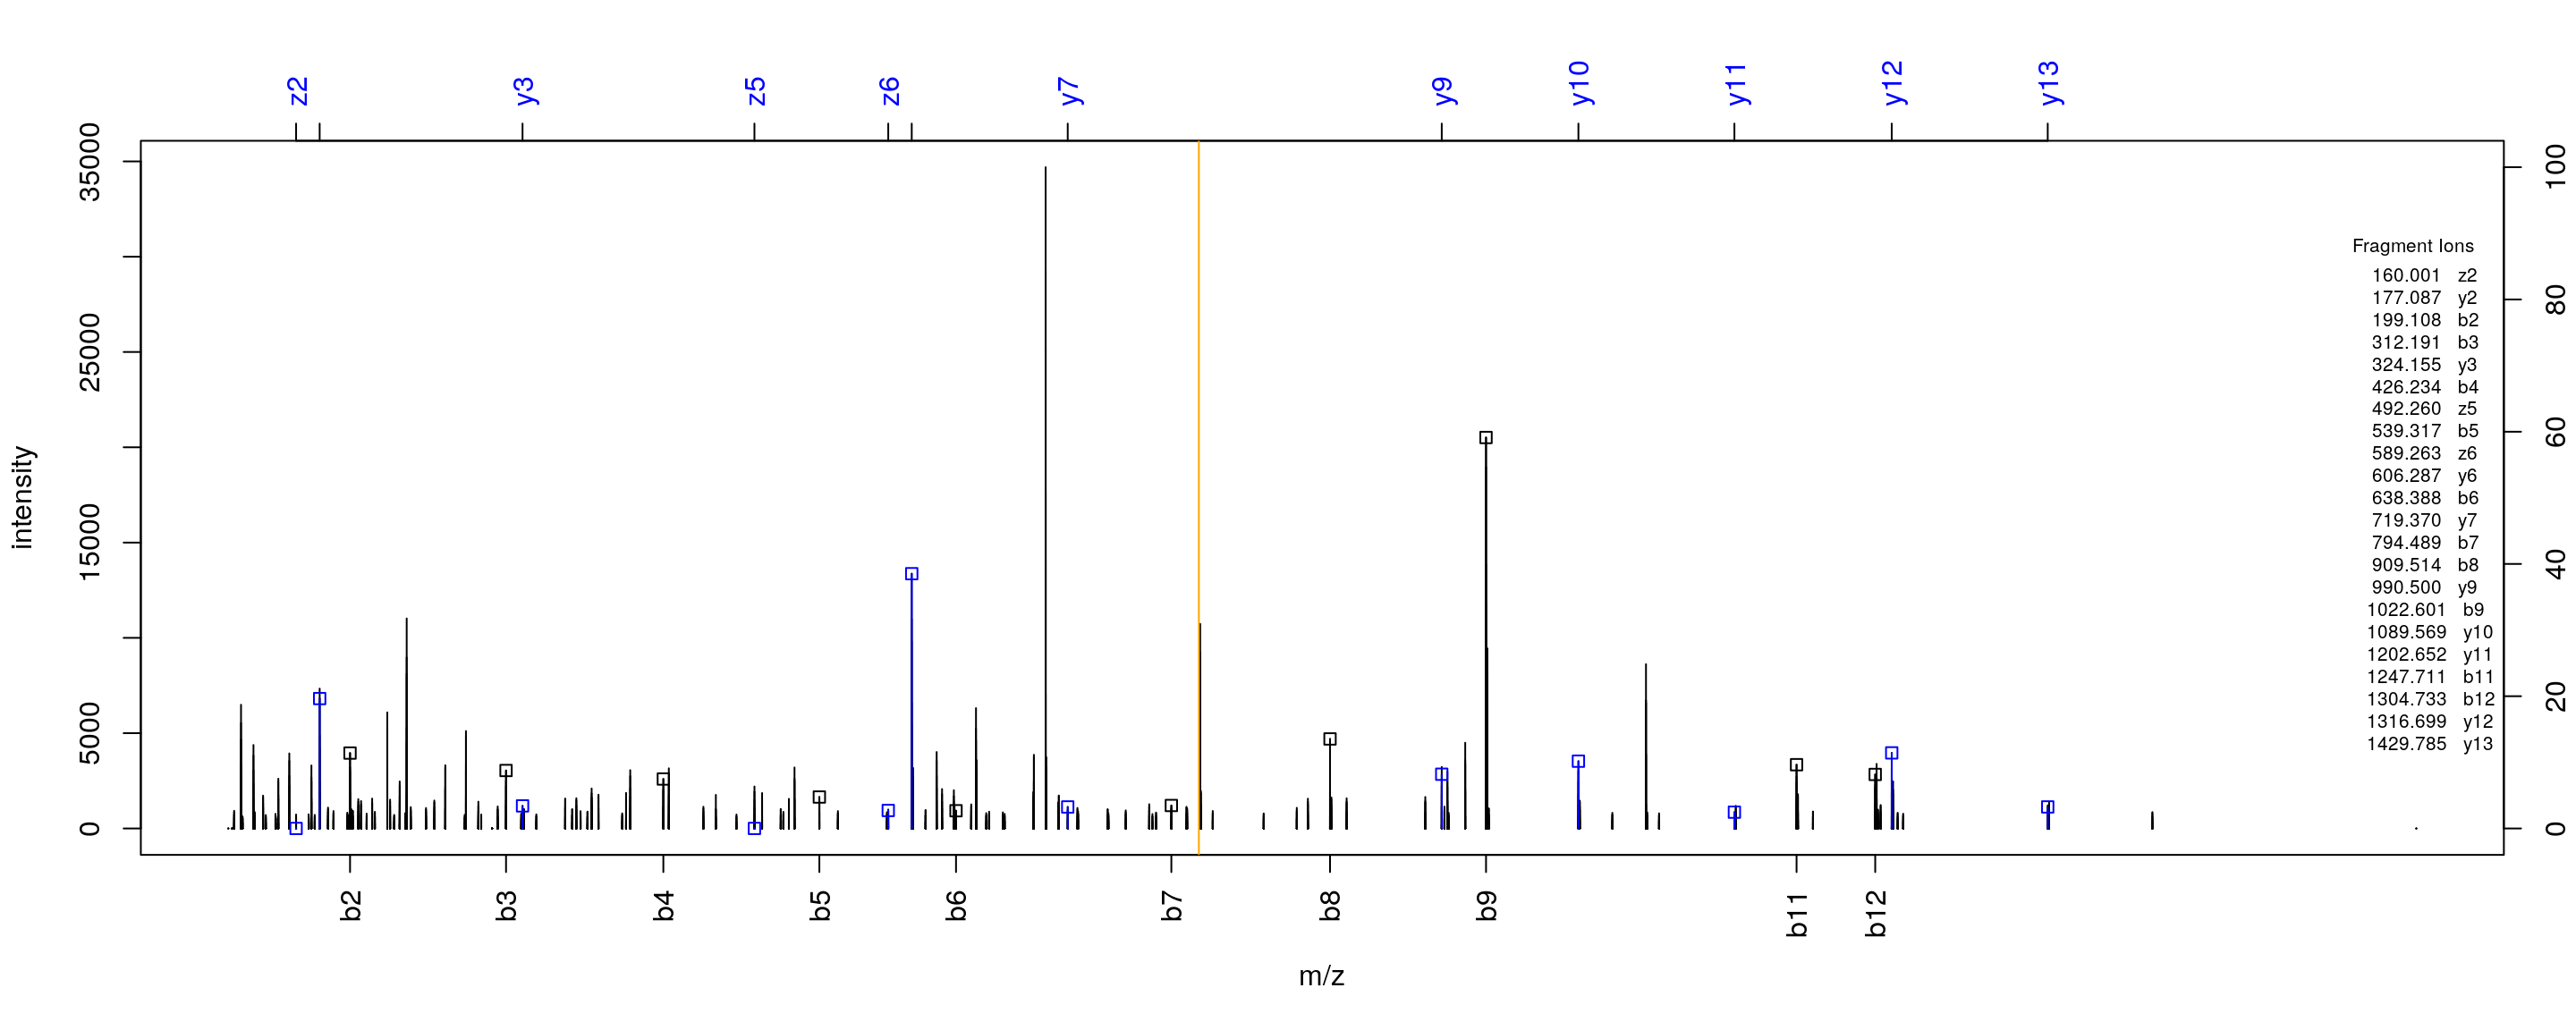 z2 y3 z5 z6 y7 y9 y10 y11 y12 y13
35000
25000
15000
5000
0
intensity
100
80
60
40
20
0
Fragment Ions
160.001 z2
177.087 y2
199.108 b2
312.191 b3
324.155 y3
426.234 b4
492.260 z5
539.317 b5
589.263 z6
606.287 y6
638.388 b6
719.370 y7
794.489 b7
909.514 b8
990.500 y9
1022.601 b9
1089.569 y10
1202.652 y11
1247.711 b11
1304.733 b12
1316.699 y12
1429.785 y13
b2 b3 b4 b5 b6 b7 b8 b9 b11 b12
m/z